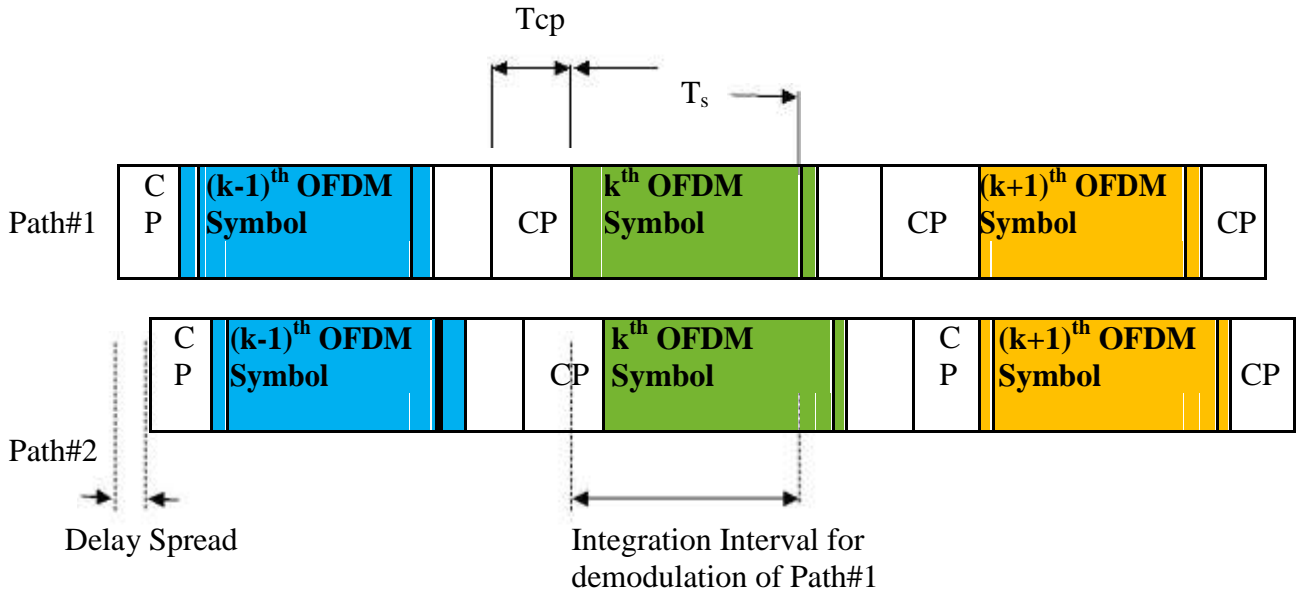 Tcp
Ts
Path#1
C
P
(k-1)th OFDM
Symbol
CP
kth OFDM
Symbol
CP
(k+1)th OFDM
Symbol
CP
Path#2
C
P
(k-1)th OFDM
Symbol
CP
kth OFDM
Symbol
C
P
(k+1)th OFDM
Symbol
CP
Delay Spread
Integration Interval for
demodulation of Path#1